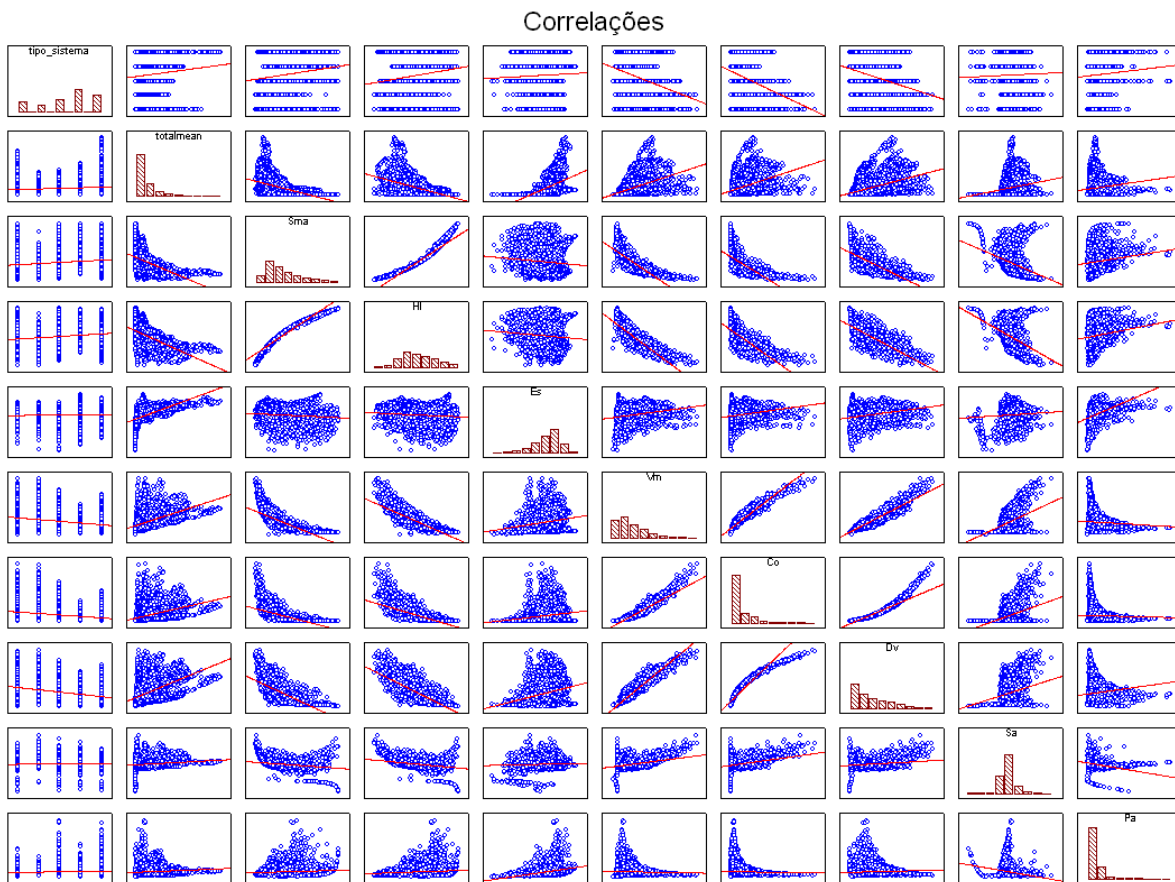 Correlações
tipo_sistema
totalmean
Sma
Hl
Es
Vm
Co
Dv
Sa
Pa